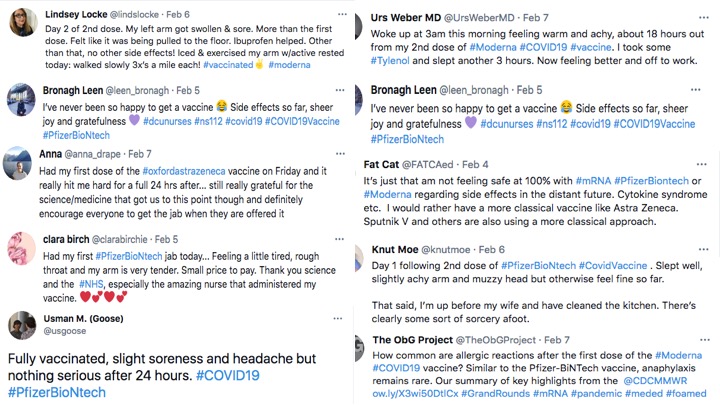 Lindsey Locke @lindslocke · Feb 6
Day 2 of 2nd dose. My left arm got swollen & sore. More than the first
dose. Felt like it was being pulled to the floor. Ibuprofen helped. Other
than that, no other side effects! Iced & exercised my arm w/active rested
today: walked slowly 3x's a mile each! #vaccinated✌️ #moderna
Bronagh Leen @leen_bronagh · Feb 5
I've never been so happy to get a vaccine 😂 Side effects so far, sheer
joy and gratefulness 💜 #dcunurses #ns112 #covid19 #COVID19Vaccine
#PfizerBioNtech
Anna @anna_drape · Feb 7
Had my first dose of the #oxfordastrazeneca vaccine on Friday and it
really hit me hard for a full 24 hrs after... still really grateful for the
science/medicine that got us to this point though and definitely
encourage everyone to get the jab when they are offered it
clara birch @clarabirchie · Feb 5
Had my first #PfizerBioNtech jab today... Feeling a little tired, rough
throat and my arm is very tender. Small price to pay. Thank you science
and the #NHS, especially the amazing nurse that administered my
vaccine. ❤️💕❤️💕
Usman M. (Goose)
@usgoose
Fully vaccinated, slight soreness and headache but
nothing serious after 24 hours. #COVID19
#PfizerBioNtech
Urs Weber MD @UrsWeberMD · Feb 7
Woke up at 3am this morning feeling warm and achy, about 18 hours out
from my 2nd dose of #Moderna #COVID19 #vaccine. I took some
#Tylenol and slept another 3 hours. Now feeling better and off to work.
Bronagh Leen @leen_bronagh · Feb 5
I've never been so happy to get a vaccine 😂 Side effects so far, sheer
joy and gratefulness 💜 #dcunurses #ns112 #covid19 #COVID19Vaccine
#PfizerBioNtech
Fat Cat @FATCAed · Feb 4
It's just that am not feeling safe at 100% with #mRNA #PfizerBiontech or
#Moderna regarding side effects in the distant future. Cytokine syndrome
etc. I would rather have a more classical vaccine like Astra Zeneca.
Sputnik V and others are also using a more classical approach.
Knut Moe @knutmoe · Feb 6
Day 1 following 2nd dose of #PfizerBioNtech #CovidVaccine . Slept well,
slightly achy arm and muzzy head but otherwise feel fine so far.
That said, I'm up before my wife and have cleaned the kitchen. There's
clearly some sort of sorcery afoot.
The ObG Project @TheObGProject · Feb 7
How common are allergic reactions after the first dose of the #Moderna
#COVID19 vaccine? Similar to the Pfizer-BiNTech vaccine, anaphylaxis
remains rare. Our summary of key highlights from the @CDCMMWR
ow.ly/X3wi50DtICx #GrandRounds #mRNA #pandemic #meded #foamed